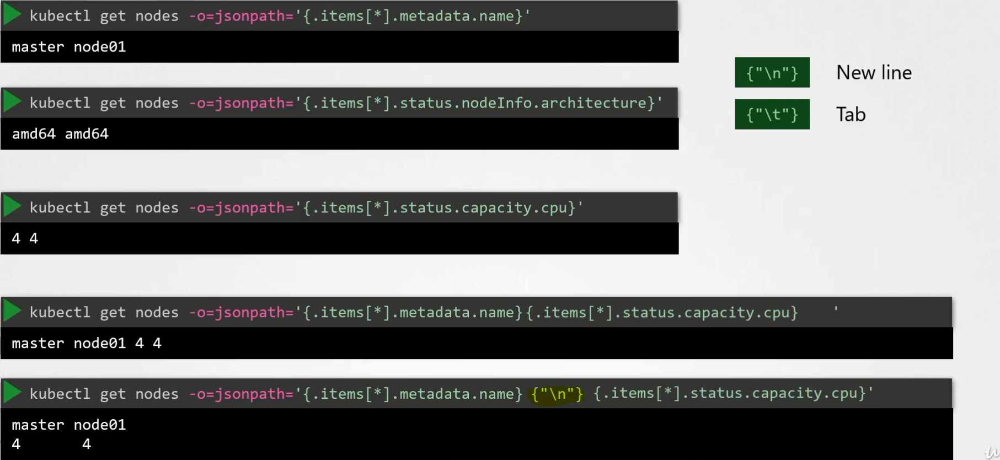 kubectl get nodes -o=jsonpath='{.items[*].metadata.name}'
master node01
{"\n"} New line
kubectl get nodes -o=jsonpath='{.items[*].status.nodeInfo.architecture}'
{"\t"} Tab
amd64 amd64
kubectl get nodes -o=jsonpath='{.items[*].status.capacity.cpu}'
4 4
kubectl get nodes -o=jsonpath='{.items[*].metadata.name}{.items[*].status.capacity.cpu}    '
master node01 4 4
kubectl get nodes -o=jsonpath='{.items[*].metadata.name} {"\n"} {.items[*].status.capacity.cpu}'
master node01
4       4